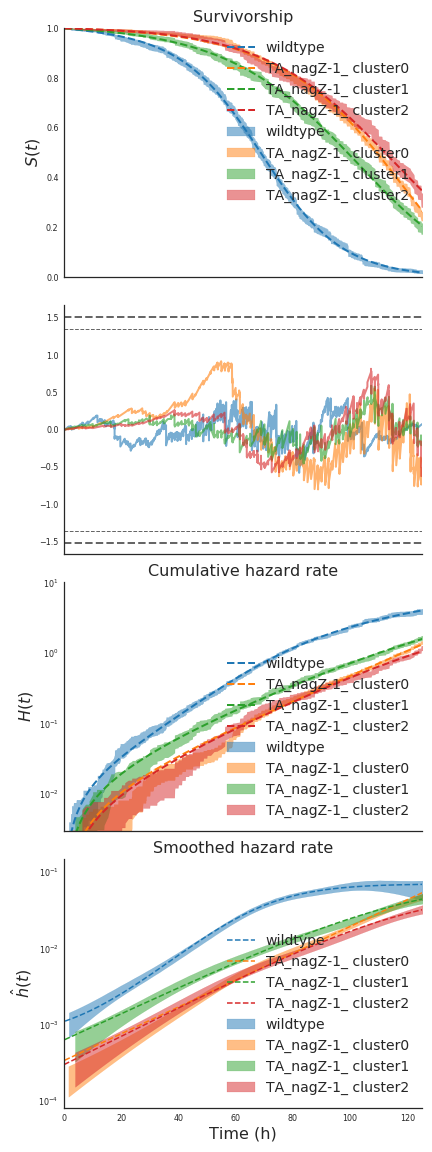 Survivorship
1.0
0.8
0.6
0.4
0.2
0.0
S(t)
wildtype
TA_nagZ-1_ cluster0
TA_nagZ-1_ cluster1
TA_nagZ-1_ cluster2
wildtype
TA_nagZ-1_ cluster0
TA_nagZ-1_ cluster1
TA_nagZ-1_ cluster2
1.5
1.0
0.5
0.0
−0.5
−1.0
−1.5
Cumulative hazard rate
10¹
10⁰
10⁻¹
10⁻²
H(t)
wildtype
TA_nagZ-1_ cluster0
TA_nagZ-1_ cluster1
TA_nagZ-1_ cluster2
wildtype
TA_nagZ-1_ cluster0
TA_nagZ-1_ cluster1
TA_nagZ-1_ cluster2
Smoothed hazard rate
10⁻¹
10⁻²
10⁻³
10⁻⁴
ĥ(t)
wildtype
TA_nagZ-1_ cluster0
TA_nagZ-1_ cluster1
TA_nagZ-1_ cluster2
wildtype
TA_nagZ-1_ cluster0
TA_nagZ-1_ cluster1
TA_nagZ-1_ cluster2
0 20 40 60 80 100 120
Time (h)